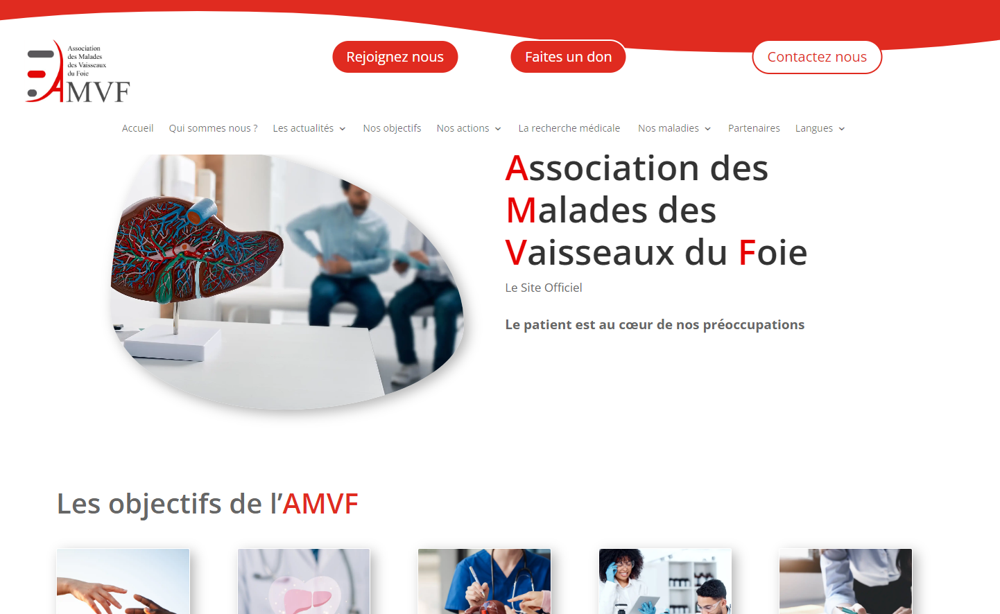 Association
des Malades
des Vaisseaux
du Foie
AMVF
Rejoignez nous
Faites un don
Contactez nous
Accueil
Qui sommes nous ?
Les actualités
Nos objectifs
Nos actions
La recherche médicale
Nos maladies
Partenaires
Langues
Association des
Malades des
Vaisseaux du Foie
Le Site Officiel
Le patient est au cœur de nos préoccupations
Les objectifs de l’AMVF